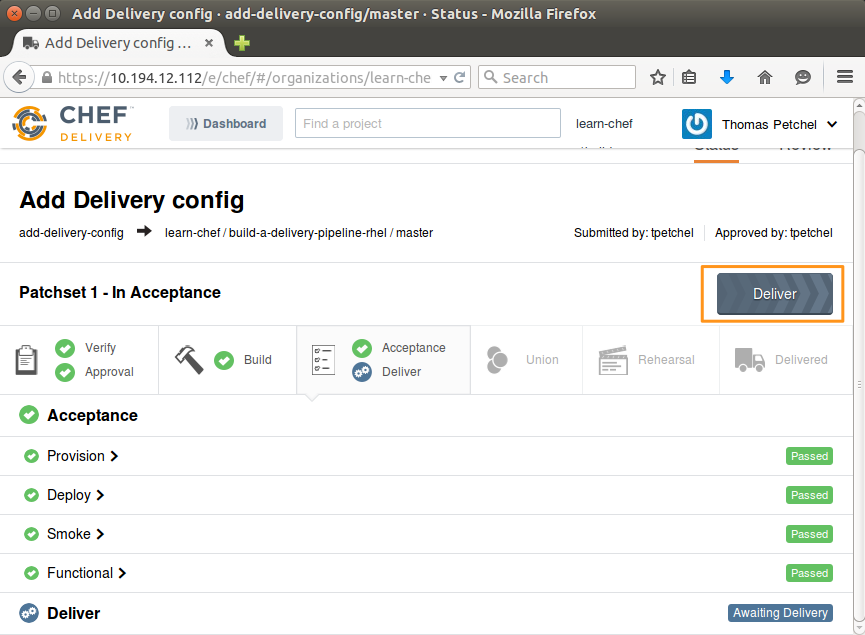 Add Delivery config · add-delivery-config/master · Status - Mozilla Firefox
Add Delivery config ...
https://10.194.12.112/e/chef/#/organizations/learn-che
Search
CHEF™
DELIVERY
Dashboard
Find a project
learn-chef
Thomas Petchel
Status
Review
Add Delivery config
add-delivery-config
learn-chef / build-a-delivery-pipeline-rhel / master
Submitted by: tpetchel
Approved by: tpetchel
Patchset 1 - In Acceptance
Deliver
Verify
Approval
Build
Acceptance
Deliver
Union
Rehearsal
Delivered
Acceptance
Provision
Passed
Deploy
Passed
Smoke
Passed
Functional
Passed
Deliver
Awaiting Delivery